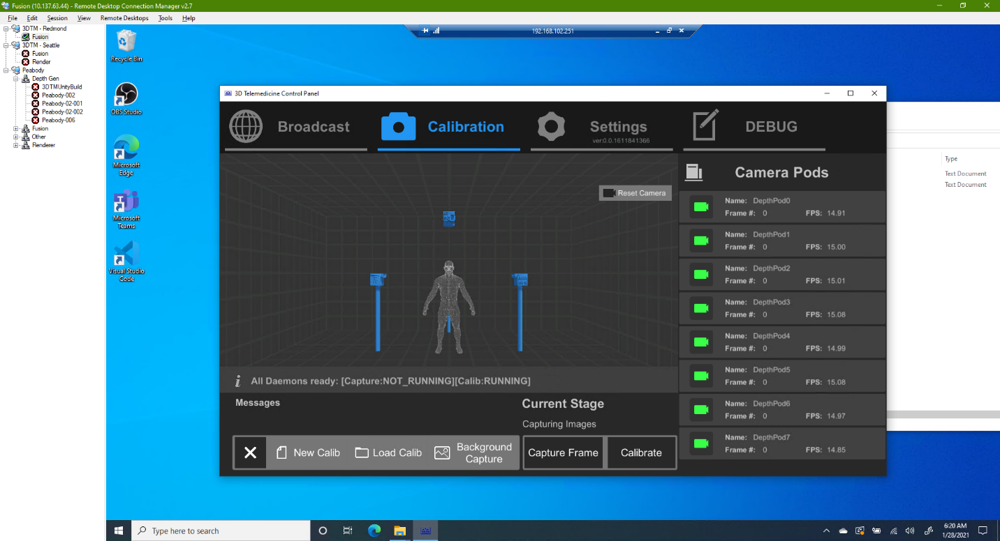 Fusion (10.137.63.44) - Remote Desktop Connection Manager v2.7
File Edit Session View Remote Desktops Tools Help
3DTM - Redmond
Fusion
3DTM - Seattle
Fusion
Render
Peabody
Depth Gen
3DTMUnityBuild
Peabody-002
Peabody-02-001
Peabody-02-002
Peabody-006
Fusion
Other
Renderer
192.168.102.251
Recycle Bin
OBS Studio
Microsoft
Edge
Microsoft
Teams
Visual Studio
Code
3D Telemedicine Control Panel
Broadcast
Calibration
Settings
ver:0.0.1611841366
DEBUG
Reset Camera
Camera Pods
Name: DepthPod0
Frame #: 0 FPS: 14.91
Name: DepthPod1
Frame #: 0 FPS: 15.00
Name: DepthPod2
Frame #: 0 FPS: 15.01
Name: DepthPod3
Frame #: 0 FPS: 15.08
Name: DepthPod4
Frame #: 0 FPS: 14.99
Name: DepthPod5
Frame #: 0 FPS: 15.08
Name: DepthPod6
Frame #: 0 FPS: 14.97
Name: DepthPod7
Frame #: 0 FPS: 14.85
i All Daemons ready: [Capture:NOT_RUNNING][Calib:RUNNING]
Messages
Current Stage
Capturing Images
New Calib
Load Calib
Background
Capture
Capture Frame
Calibrate
Type
Text Document
Text Document
Type here to search
6:20 AM
1/28/2021